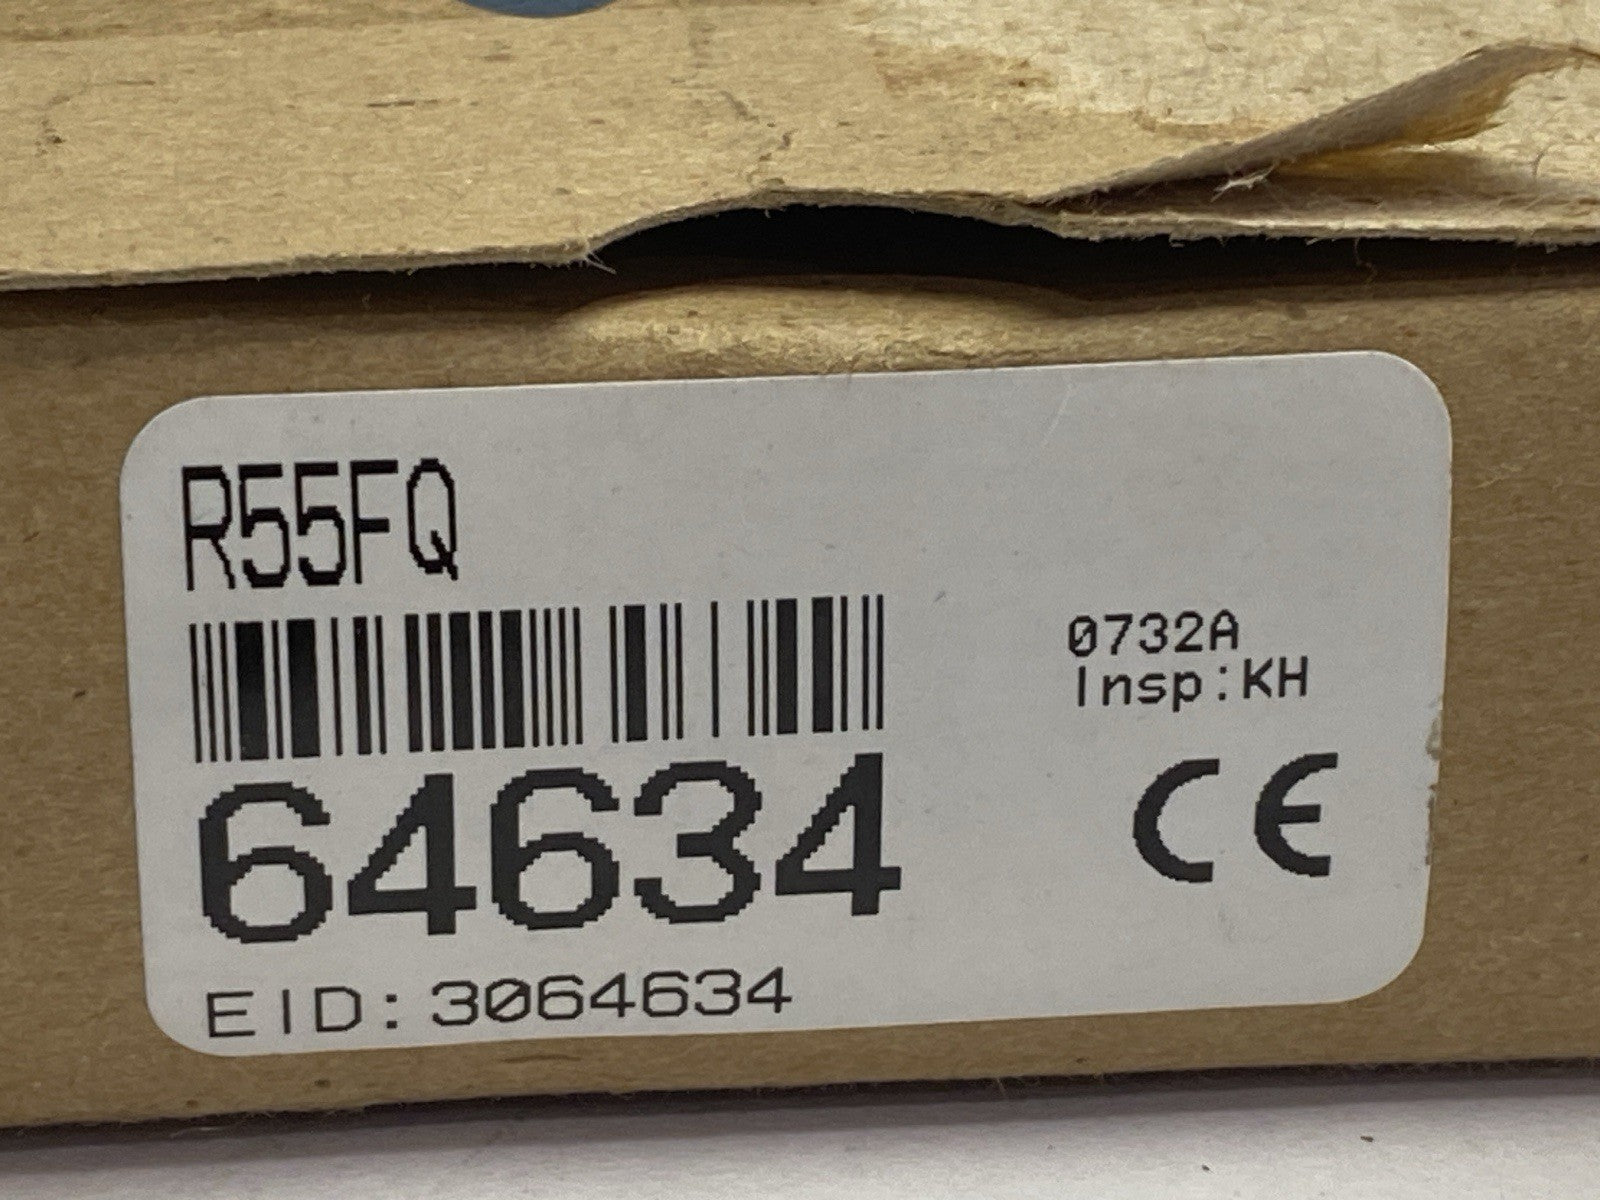 R55FQ
0732A
Insp:KH
64634
CE
EID: 3064634